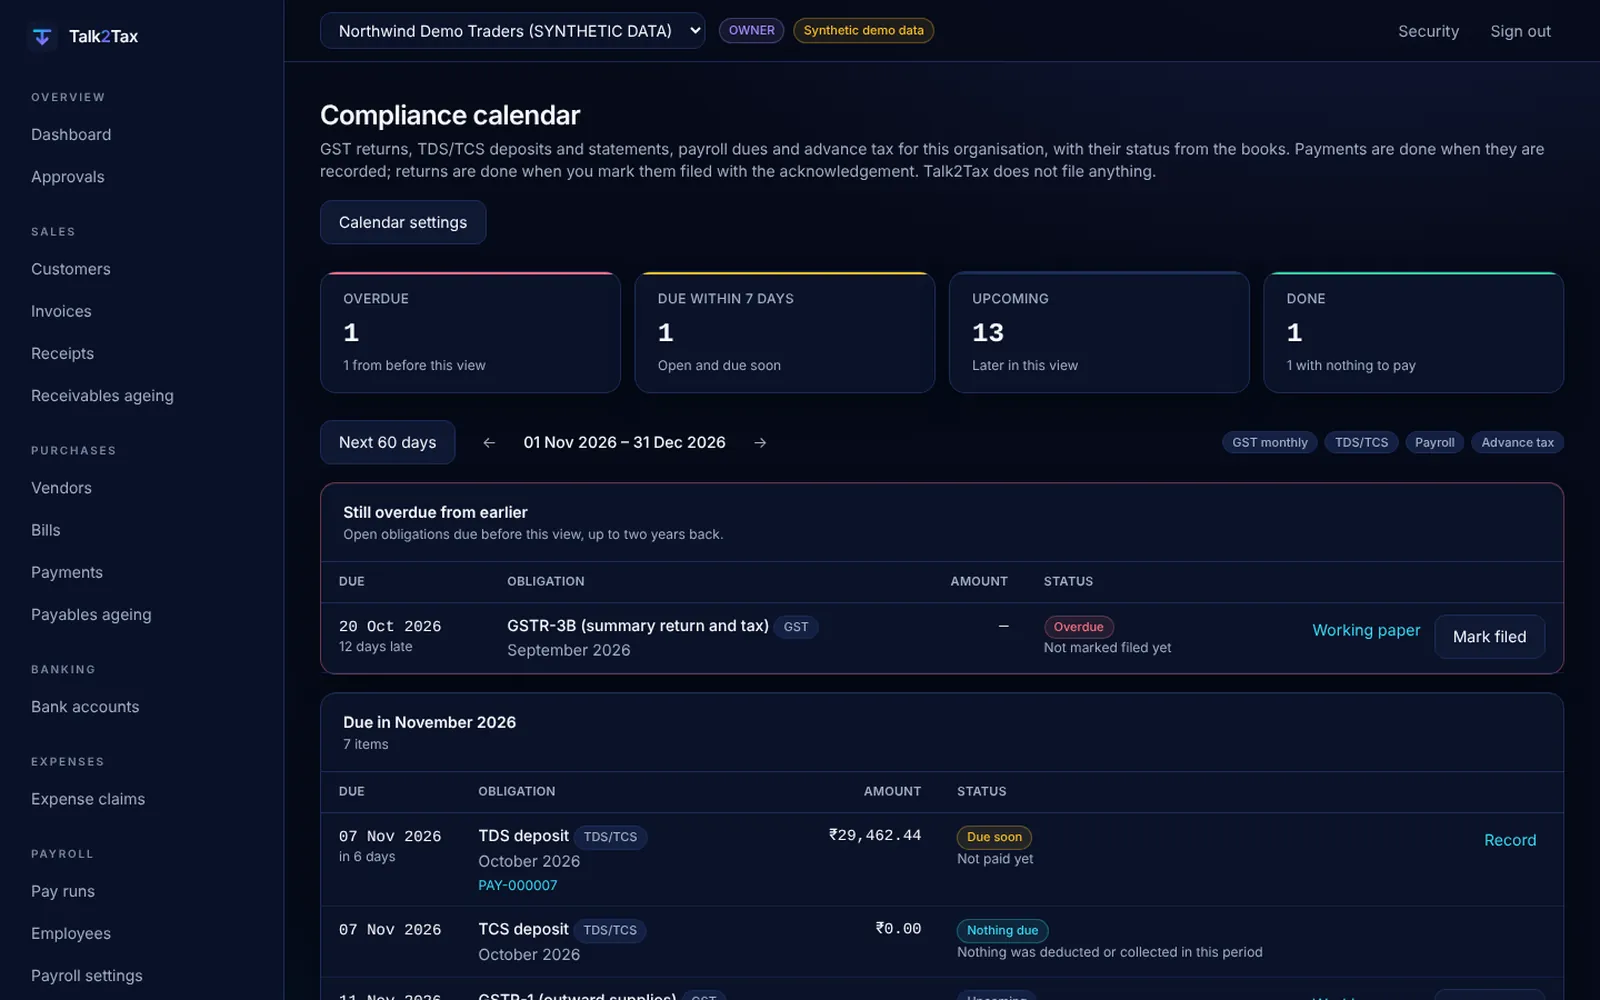 Talk2Tax
Northwind Demo Traders (SYNTHETIC DATA)
OWNER
Synthetic demo data
Security
Sign out
OVERVIEW
Dashboard
Approvals
SALES
Customers
Invoices
Receipts
Receivables ageing
PURCHASES
Vendors
Bills
Payments
Payables ageing
BANKING
Bank accounts
EXPENSES
Expense claims
PAYROLL
Pay runs
Employees
Payroll settings
Compliance calendar
GST returns, TDS/TCS deposits and statements, payroll dues and advance tax for this organisation, with their status from the books. Payments are done when they are
recorded; returns are done when you mark them filed with the acknowledgement. Talk2Tax does not file anything.
Calendar settings
OVERDUE
1
1 from before this view
DUE WITHIN 7 DAYS
1
Open and due soon
UPCOMING
13
Later in this view
DONE
1
1 with nothing to pay
Next 60 days
← 01 Nov 2026 – 31 Dec 2026 →
GST monthly
TDS/TCS
Payroll
Advance tax
Still overdue from earlier
Open obligations due before this view, up to two years back.
DUE OBLIGATION AMOUNT STATUS
20 Oct 2026 GSTR-3B (summary return and tax) GST – Overdue Working paper Mark filed
12 days late September 2026 Not marked filed yet
Due in November 2026
7 items
DUE OBLIGATION AMOUNT STATUS
07 Nov 2026 TDS deposit TDS/TCS ₹29,462.44 Due soon Record
in 6 days October 2026 Not paid yet
PAY-000007
07 Nov 2026 TCS deposit TDS/TCS ₹0.00 Nothing due
October 2026 Nothing was deducted or collected in this period
11 Nov 2026 GSTR-1 (outward supplies) GST Upcoming